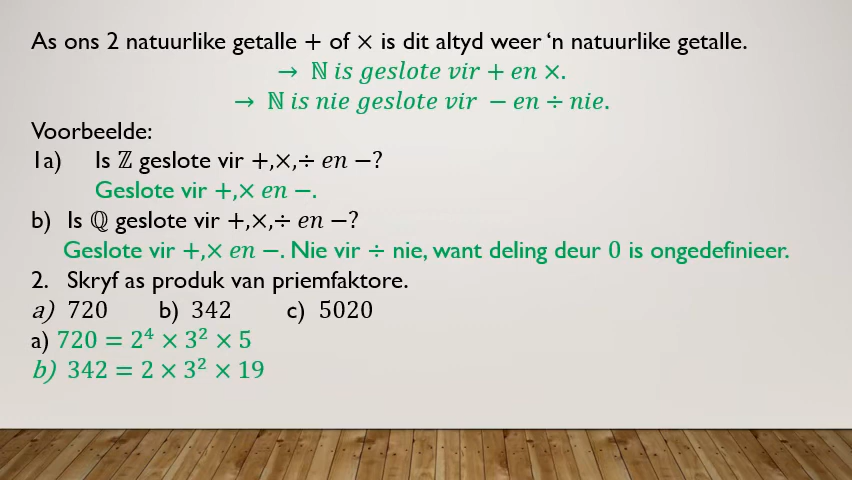 As ons 2 natuurlike getalle + of × is dit altyd weer ‘n natuurlike getalle.
→ ℕ is geslote vir + en ×.
→ ℕ is nie geslote vir − en ÷ nie.
Voorbeelde:
1a) Is ℤ geslote vir +,×,÷ en −?
Geslote vir +,× en −.
b) Is ℚ geslote vir +,×,÷ en −?
Geslote vir +,× en −. Nie vir ÷ nie, want deling deur 0 is ongedefinieer.
2. Skryf as produk van priemfaktore.
a) 720 b) 342 c) 5020
a) 720 = 2⁴ × 3² × 5
b) 342 = 2 × 3² × 19